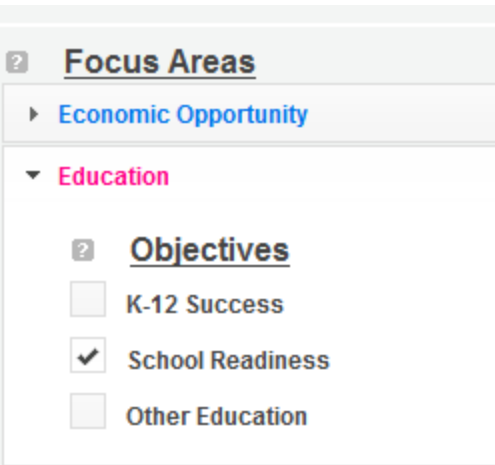 ? Focus Areas
Economic Opportunity
Education
? Objectives
K-12 Success
School Readiness
Other Education